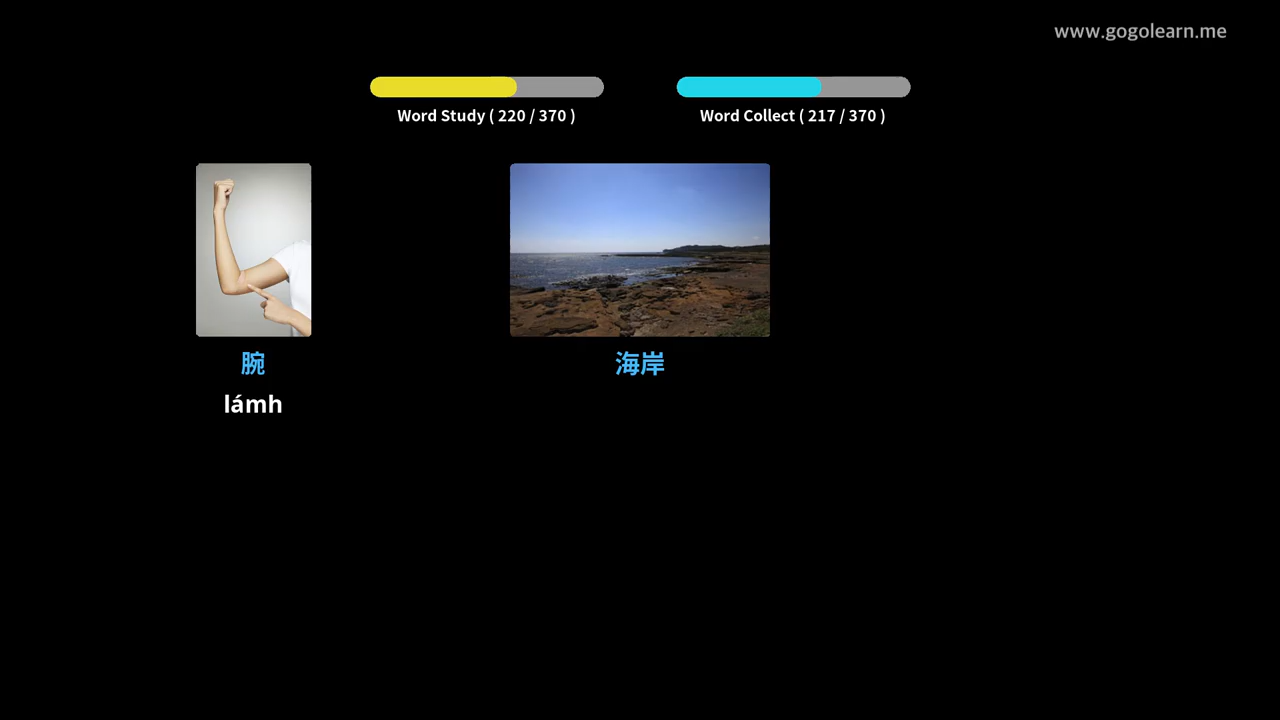 www.gogolearn.me
Word Study ( 220 / 370 )
Word Collect ( 217 / 370 )
腕
海岸
lámh